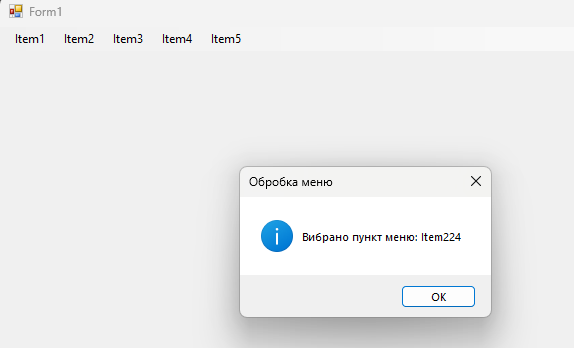 Form1
Item1 Item2 Item3 Item4 Item5
Обробка меню
Вибрано пункт меню: Item224
OK